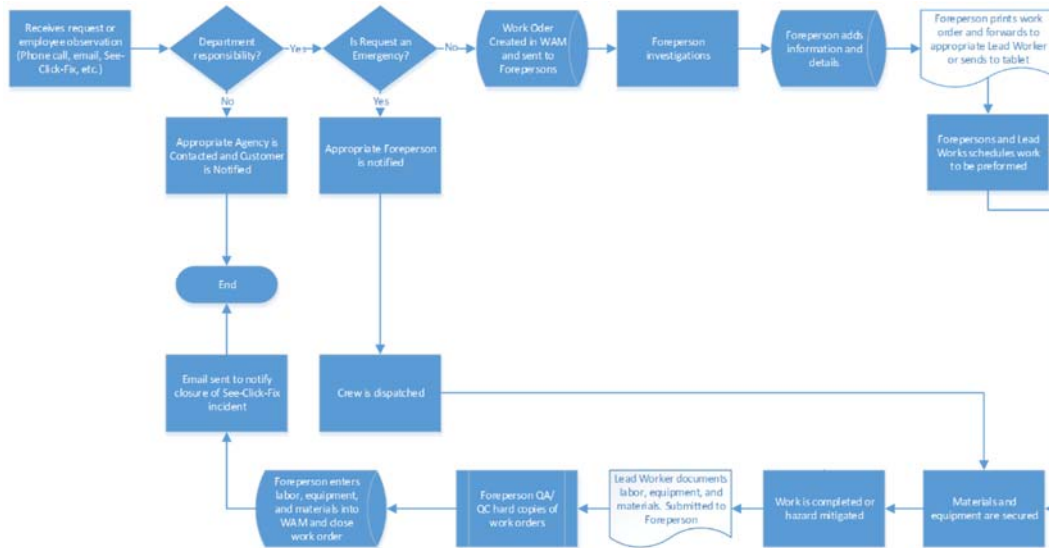 Receives request or
employee observation
(Phone call, email, See-
Click-Fix, etc.)
Department
responsibility?
Yes
Is Request an
Emergency?
No
Work Oder
Created in WAM
and sent to
Forepersons
Foreperson
investigations
Foreperson adds
information and
details
Foreperson prints work
order and forwards to
appropriate Lead Worker
or sends to tablet
No
Yes
Appropriate Agency is
Contacted and Customer
is Notified
Appropriate Foreperson
is notified
Forepersons and Lead
Works schedules work
to be preformed
End
Email sent to notify
closure of See-Click-Fix
incident
Crew is dispatched
Foreperson enters
labor, equipment,
and materials into
WAM and close
work order
Foreperson QA/
QC hard copies of
work orders
Lead Worker documents
labor, equipment, and
materials. Submitted to
Foreperson
Work is completed or
hazard mitigated
Materials and
equipment are secured